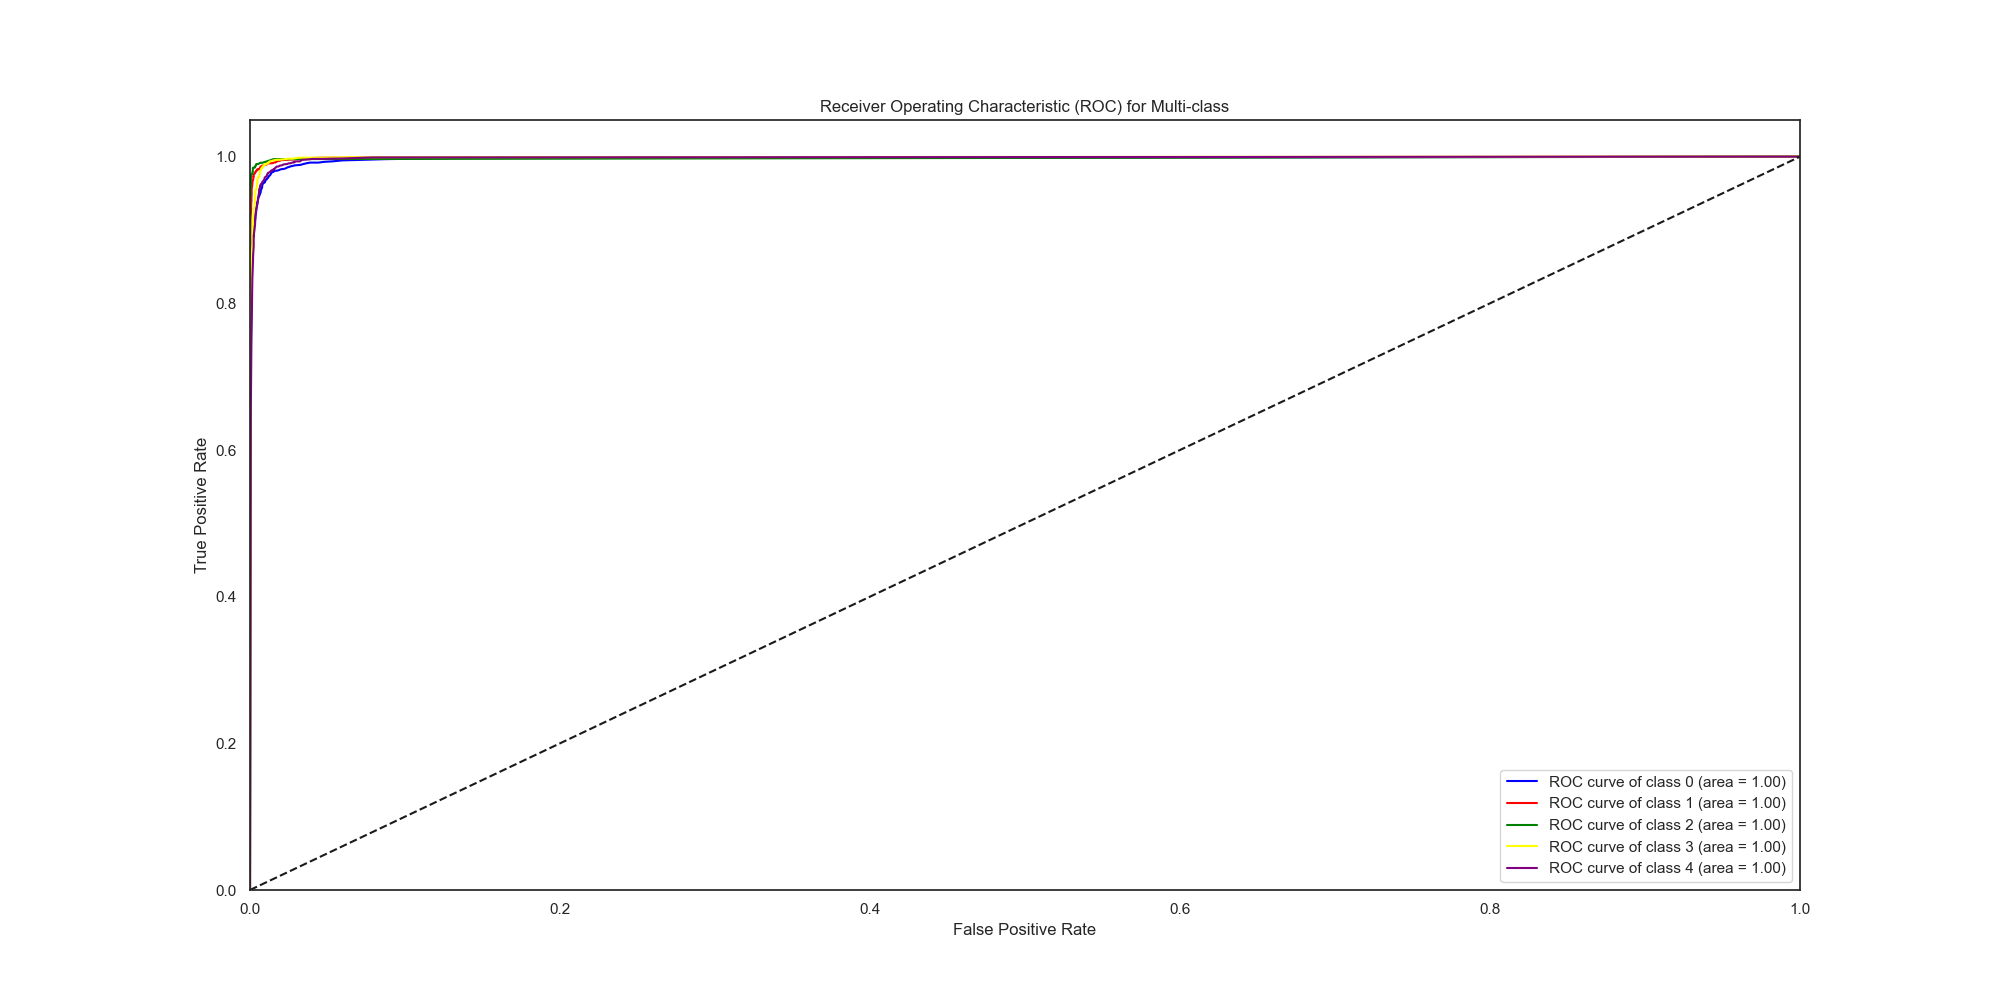 Receiver Operating Characteristic (ROC) for Multi-class
1.0
0.8
0.6
0.4
0.2
0.0
True Positive Rate
0.0 0.2 0.4 0.6 0.8 1.0
False Positive Rate
ROC curve of class 0 (area = 1.00)
ROC curve of class 1 (area = 1.00)
ROC curve of class 2 (area = 1.00)
ROC curve of class 3 (area = 1.00)
ROC curve of class 4 (area = 1.00)